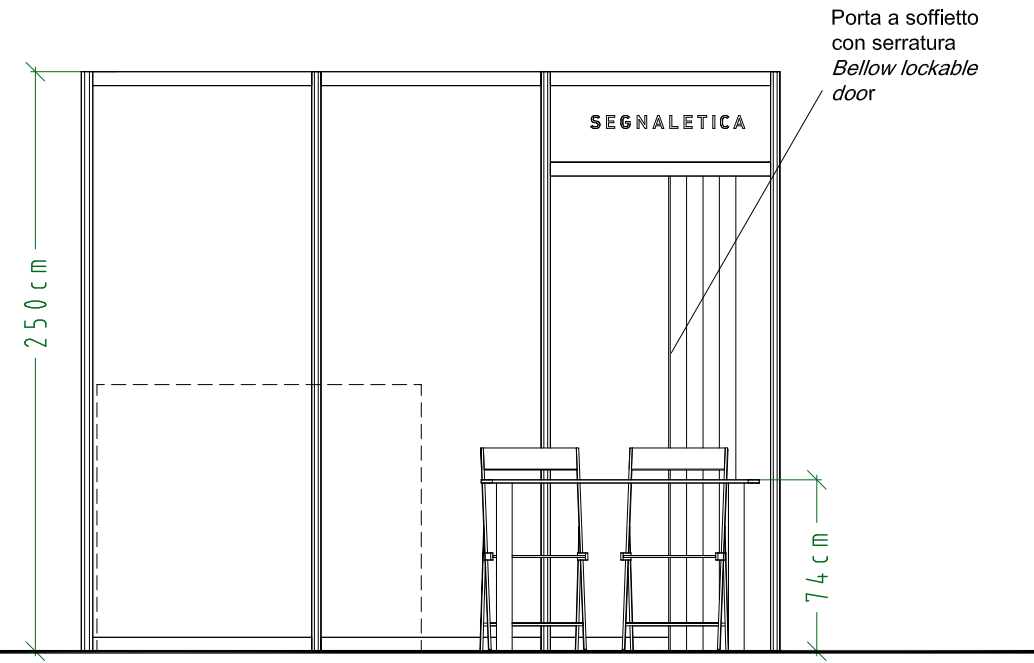 Porta a soffietto
con serratura
Bellow lockable
door
SEGNALETICA
250cm
74cm